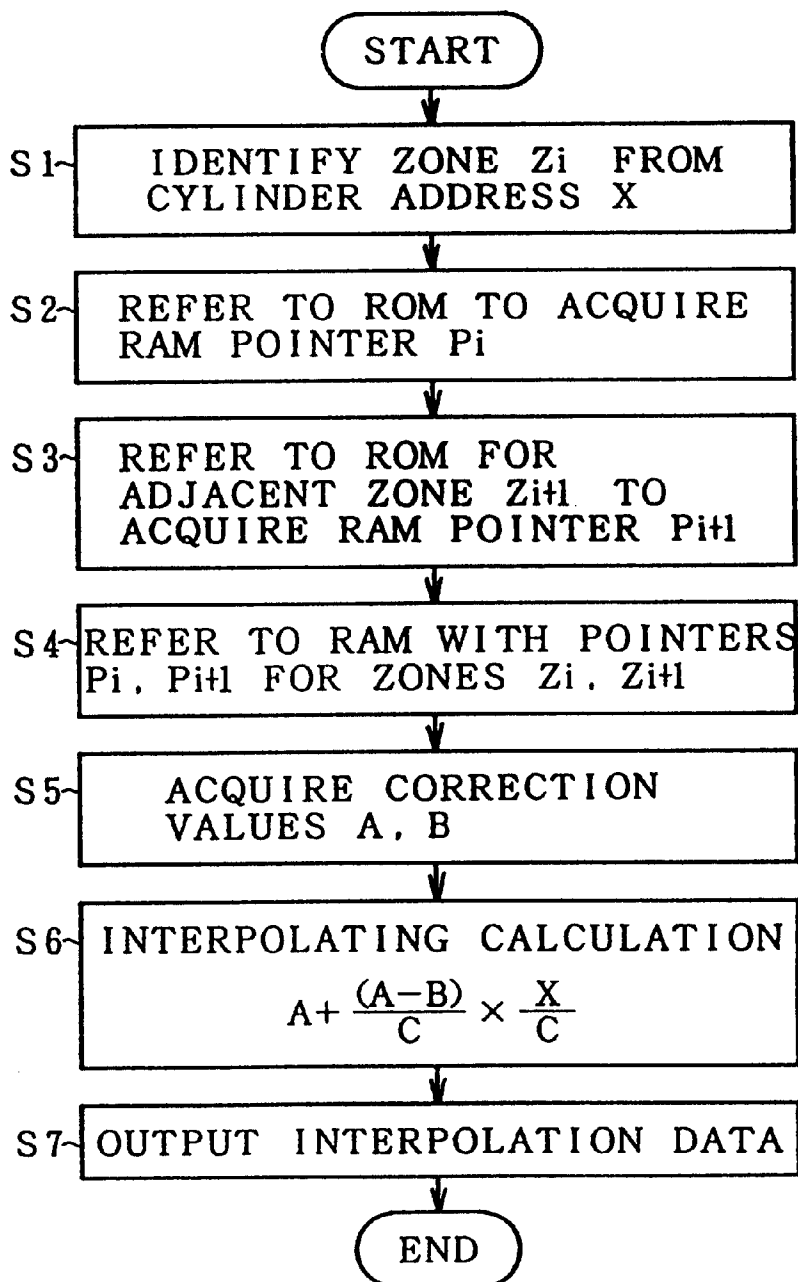 START
S1 IDENTIFY ZONE Zi FROM
CYLINDER ADDRESS X
S2 REFER TO ROM TO ACQUIRE
RAM POINTER Pi
S3 REFER TO ROM FOR
ADJACENT ZONE Zi+1 TO
ACQUIRE RAM POINTER Pi+1
S4 REFER TO RAM WITH POINTERS
Pi, Pi+1 FOR ZONES Zi, Zi+1
S5 ACQUIRE CORRECTION
VALUES A, B
S6 INTERPOLATING CALCULATION
A+ (A-B)/C × X/C
S7 OUTPUT INTERPOLATION DATA
END